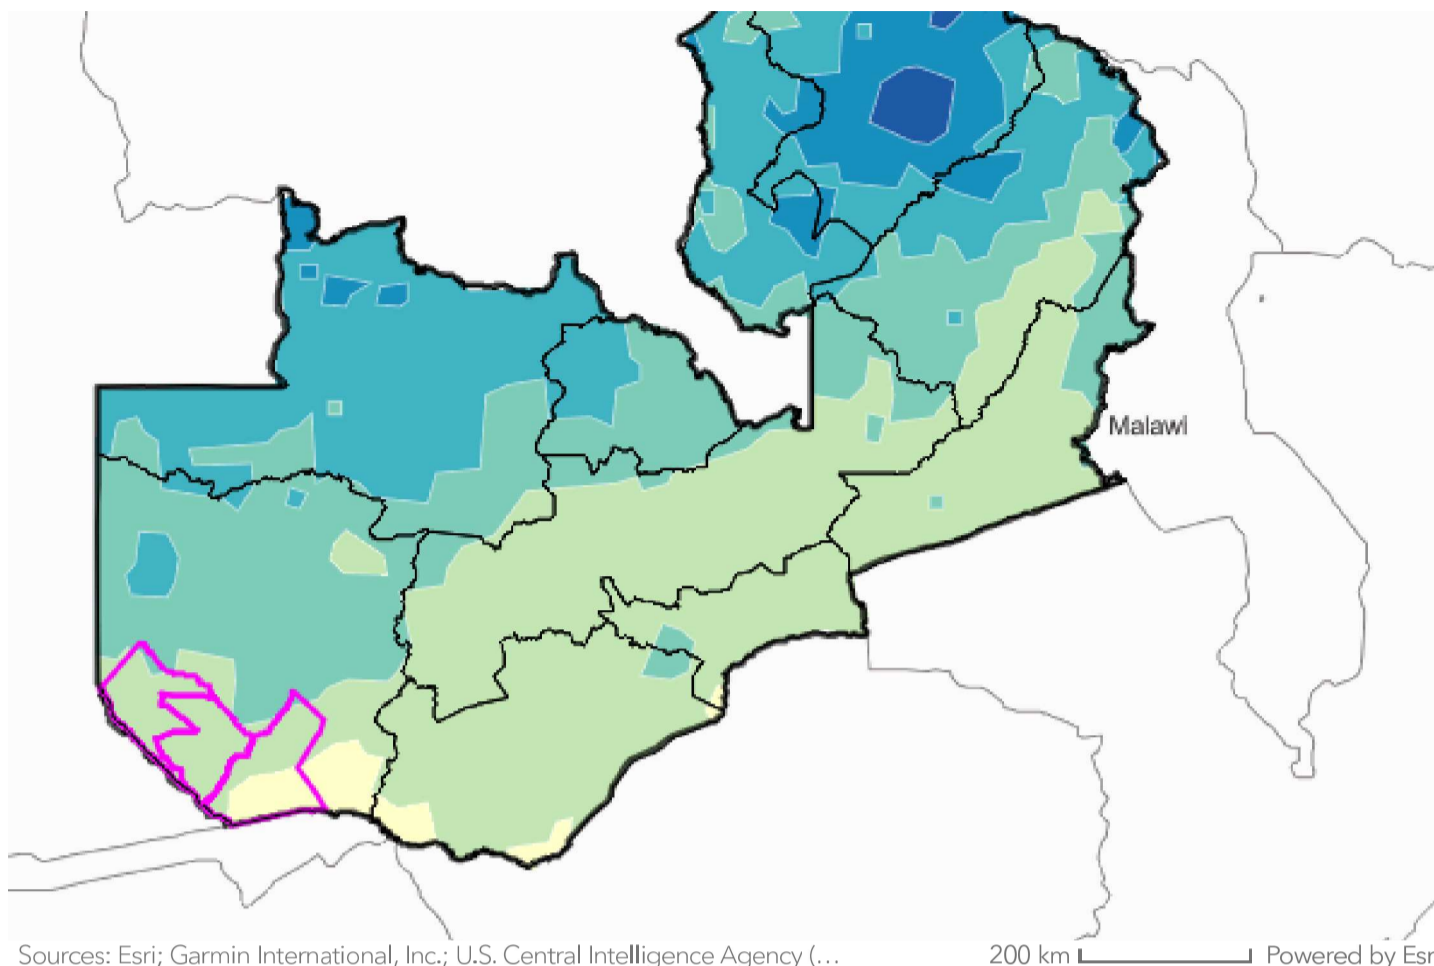 Malawi
Sources: Esri; Garmin International, Inc.; U.S. Central Intelligence Agency (...
200 km
Powered by Esr